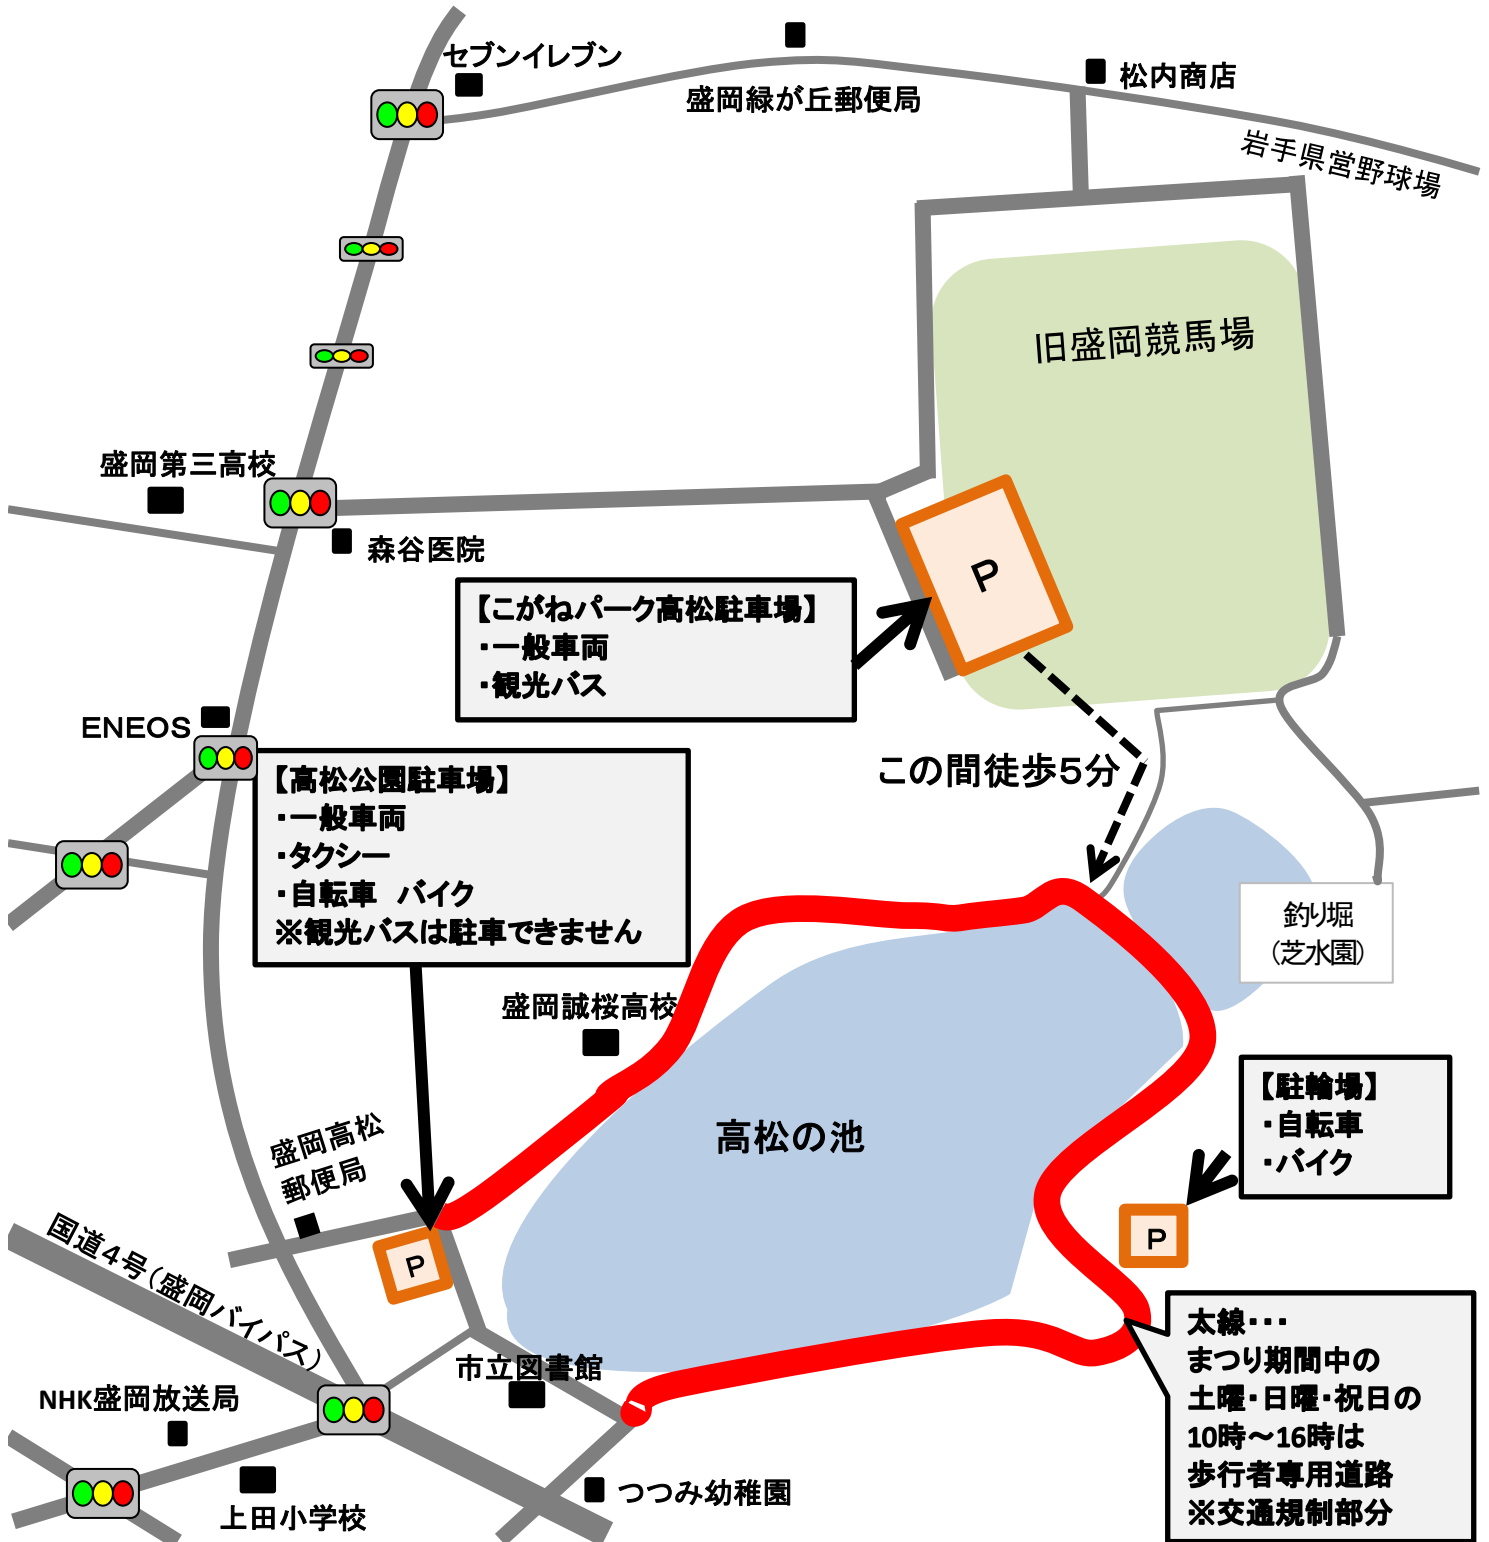 セブンイレブン
盛岡緑が丘郵便局
松内商店
岩手県営野球場
旧盛岡競馬場
盛岡第三高校
森谷医院
P
【こがねパーク高松駐車場】
・一般車両
・観光バス
ENEOS
この間徒歩5分
【高松公園駐車場】
・一般車両
・タクシー
・自転車　バイク
※観光バスは駐車できません
釣り堀
(芝水園)
盛岡誠桜高校
高松の池
【駐輪場】
・自転車
・バイク
盛岡高松
郵便局
P
P
国道4号(盛岡バイパス)
太線・・・
まつり期間中の
土曜・日曜・祝日の
10時～16時は
歩行者専用道路
※交通規制部分
市立図書館
NHK盛岡放送局
つつみ幼稚園
上田小学校